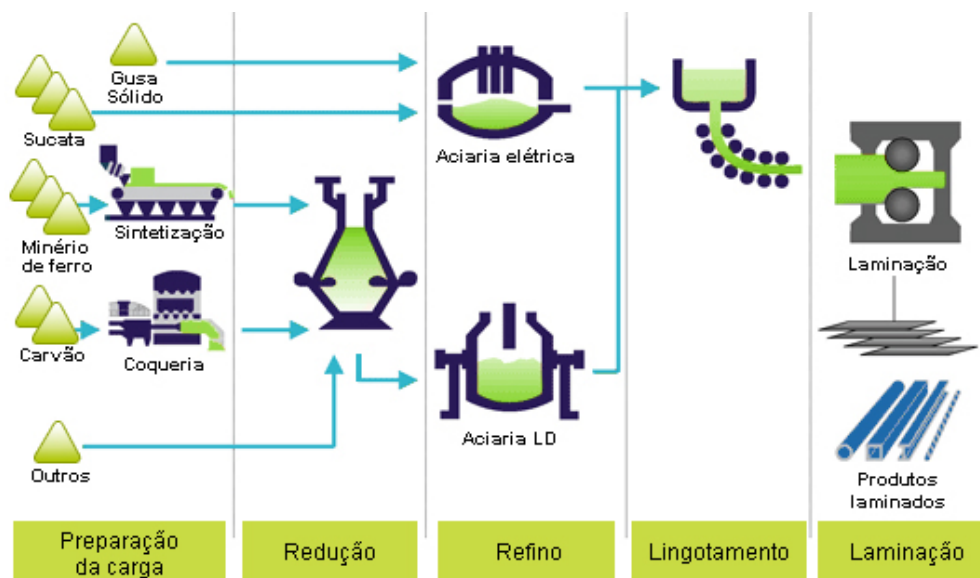 Gusa
Sólido
Sucata
Aciaria elétrica
Minério
de ferro
Sintetização
Laminação
Carvão
Coqueria
Aciaria LD
Outros
Produtos
laminados
Preparação
da carga
Redução
Refino
Lingotamento
Laminação